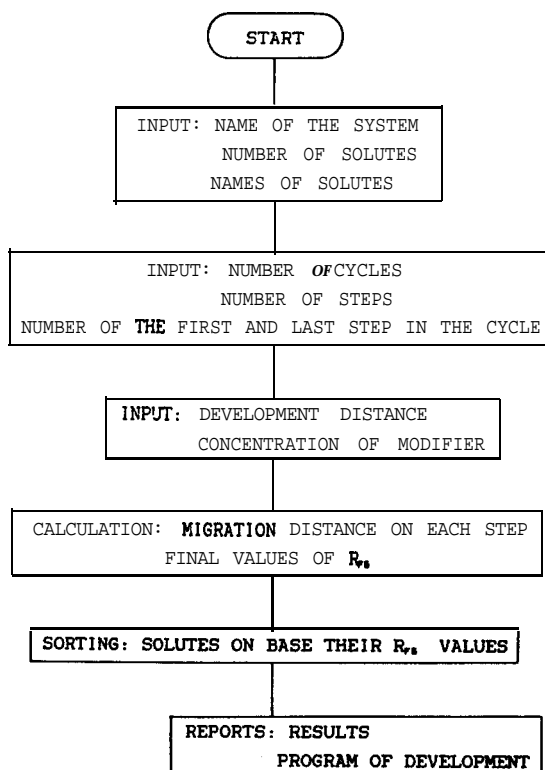 START
INPUT: NAME OF THE SYSTEM
NUMBER OF SOLUTES
NAMES OF SOLUTES
INPUT: NUMBER OF CYCLES
NUMBER OF STEPS
NUMBER OF THE FIRST AND LAST STEP IN THE CYCLE
INPUT: DEVELOPMENT DISTANCE
CONCENTRATION OF MODIFIER
CALCULATION: MIGRATION DISTANCE ON EACH STEP
FINAL VALUES OF
SORTING: SOLUTES ON BASE THEIR VALUES
REPORTS: RESULTS
PROGRAM OF DEVELOPMENT